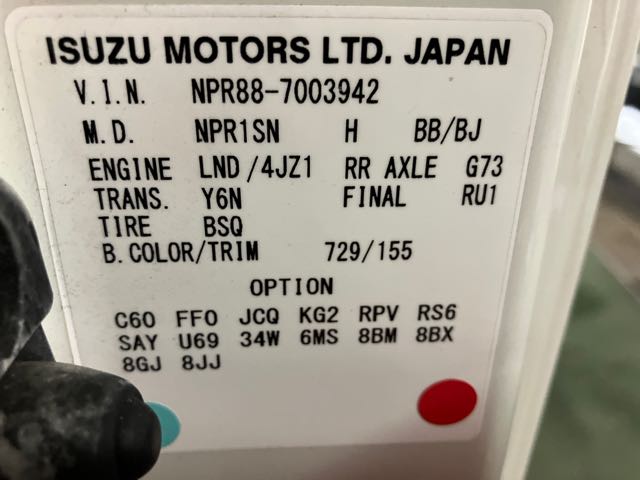 ISUZU MOTORS LTD. JAPAN
V.I.N. NPR88-7003942
M.D. NPR1SN H BB/BJ
ENGINE LND/4JZ1 RR AXLE G73
TRANS. Y6N FINAL RU1
TIRE BSQ
B.COLOR/TRIM 729/155
OPTION
C60 FF0 JCQ KG2 RPV RS6
SAY U69 34W 6MS 8BM 8BX
8GJ 8JJ